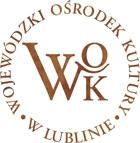 WOJEWÓDZKI OŚRODEK KULTURY
• W LUBLINIE •
WOK